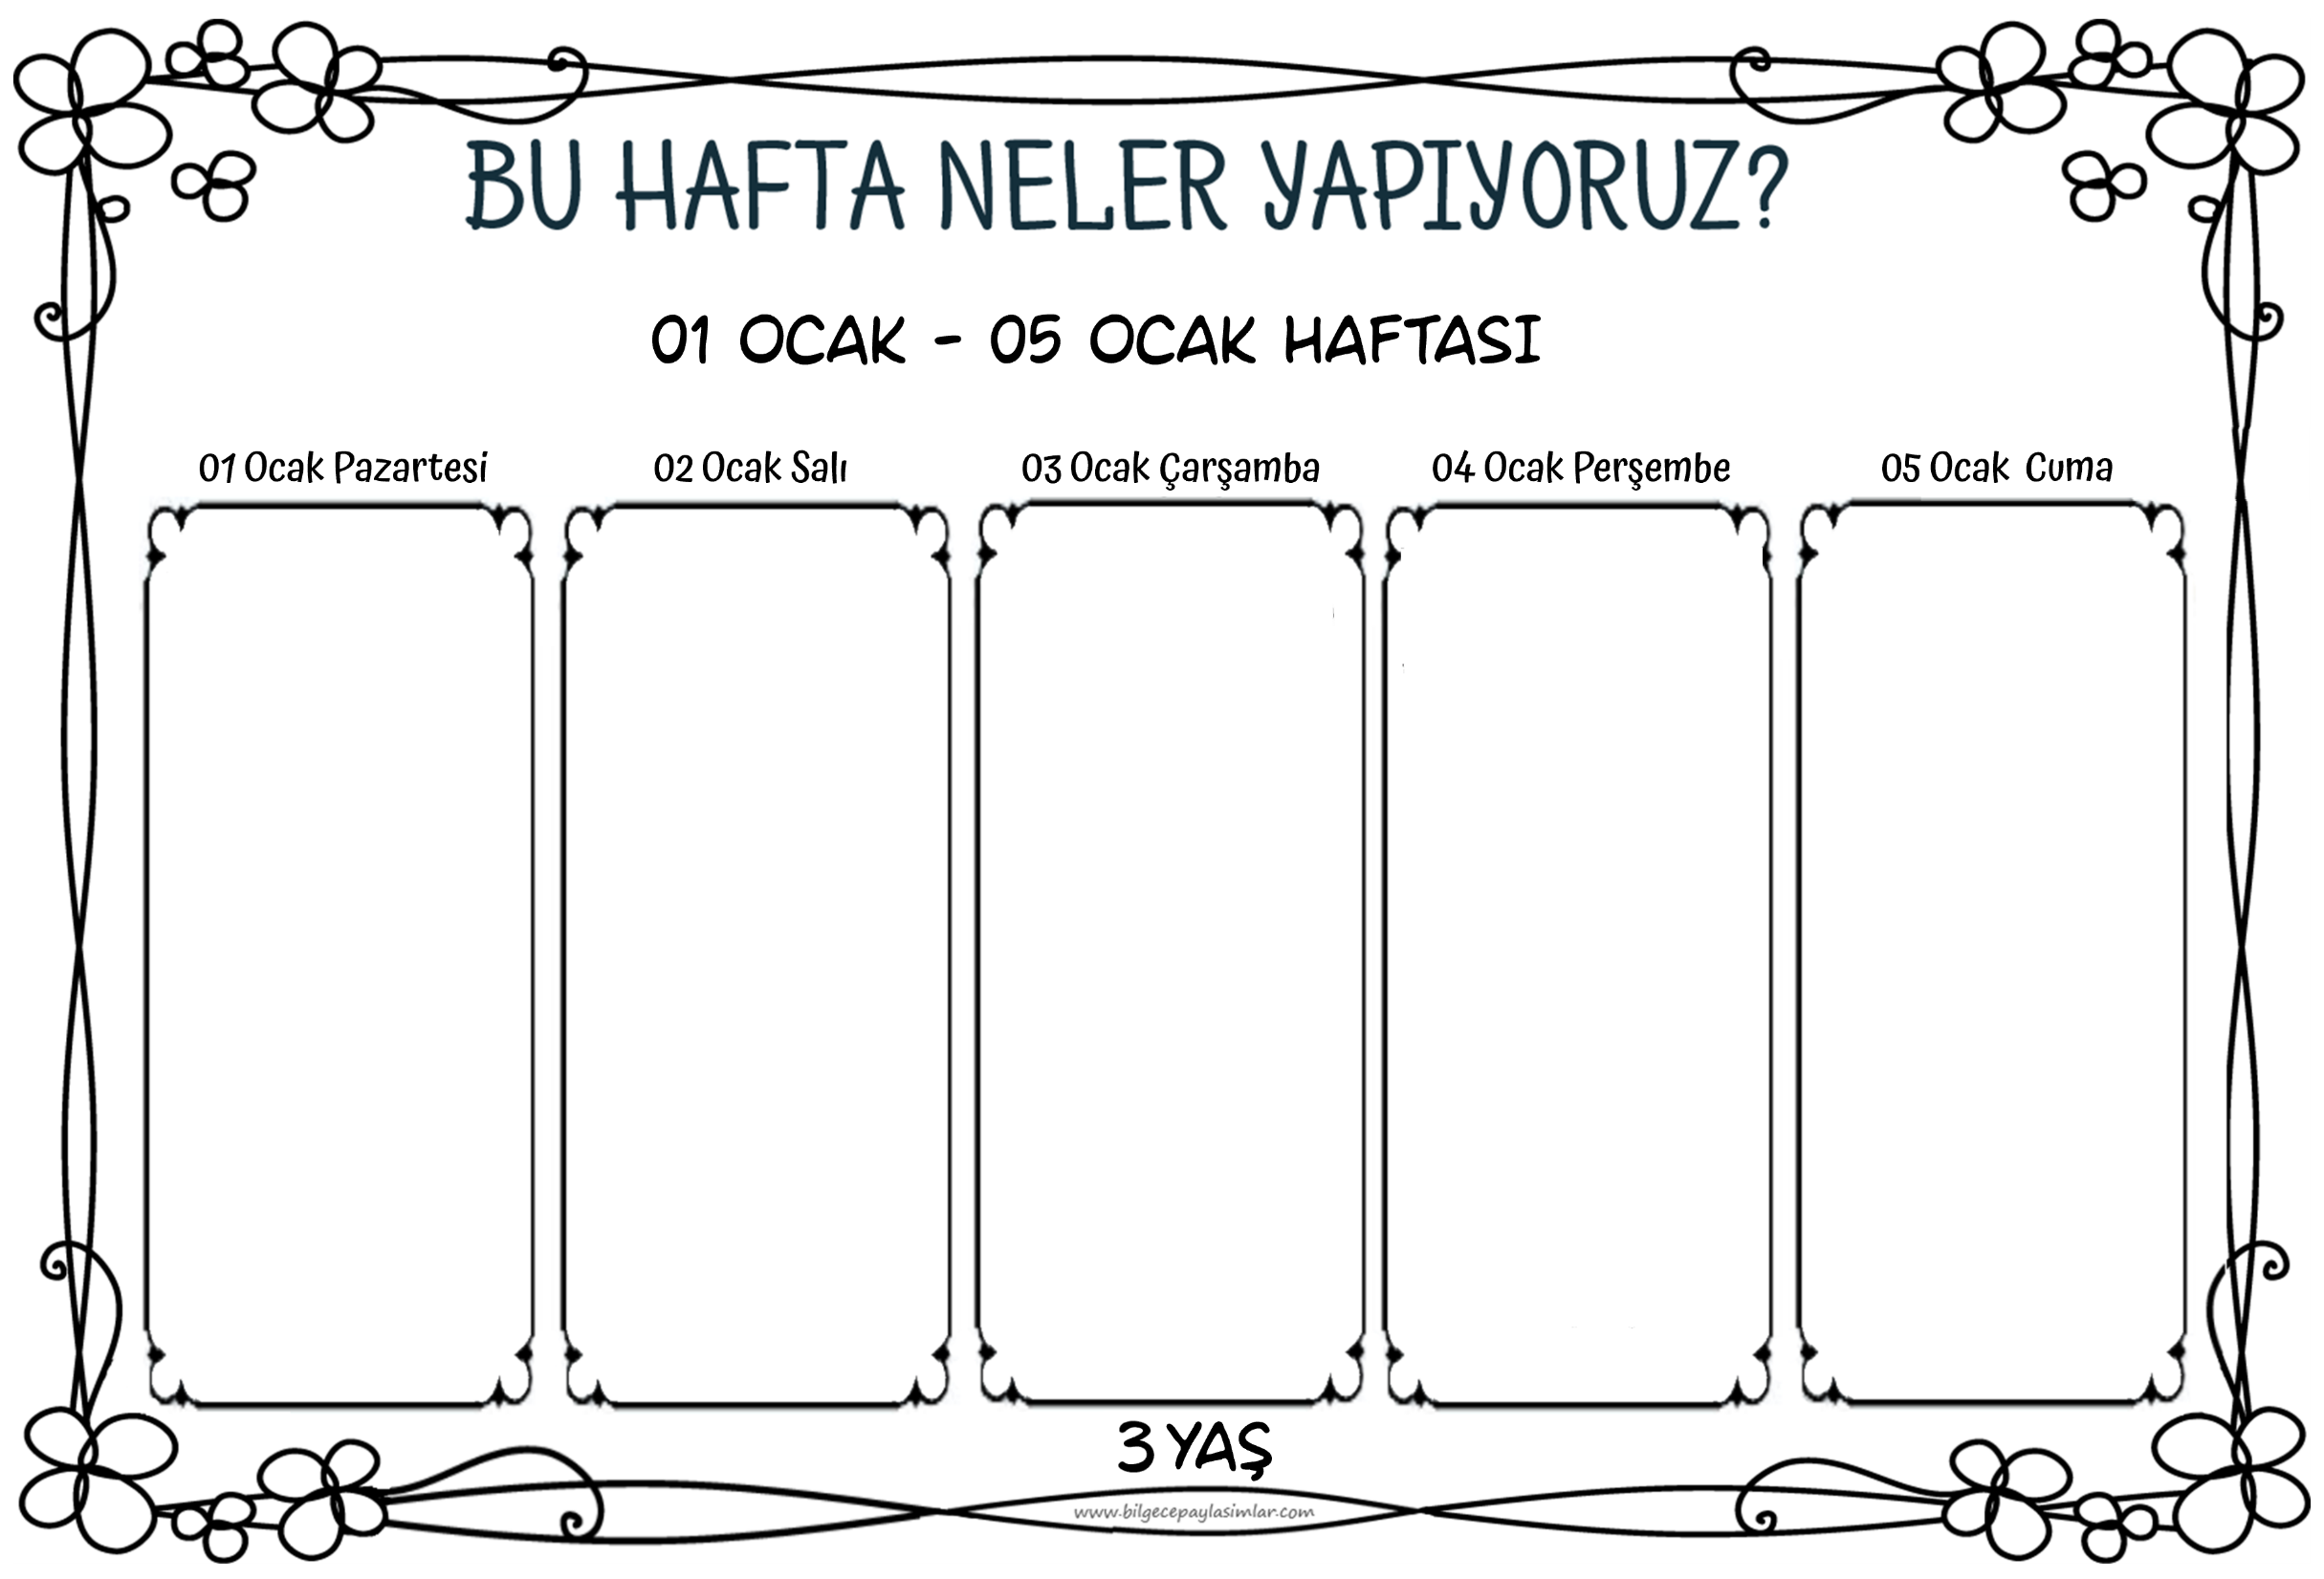 BU HAFTA NELER YAPIYORUZ?
01 OCAK - 05 OCAK HAFTASI
01 Ocak Pazartesi
02 Ocak Salı
03 Ocak Çarşamba
04 Ocak Perşembe
05 Ocak Cuma
3 YAŞ
www.bilgecepaylasimlar.com